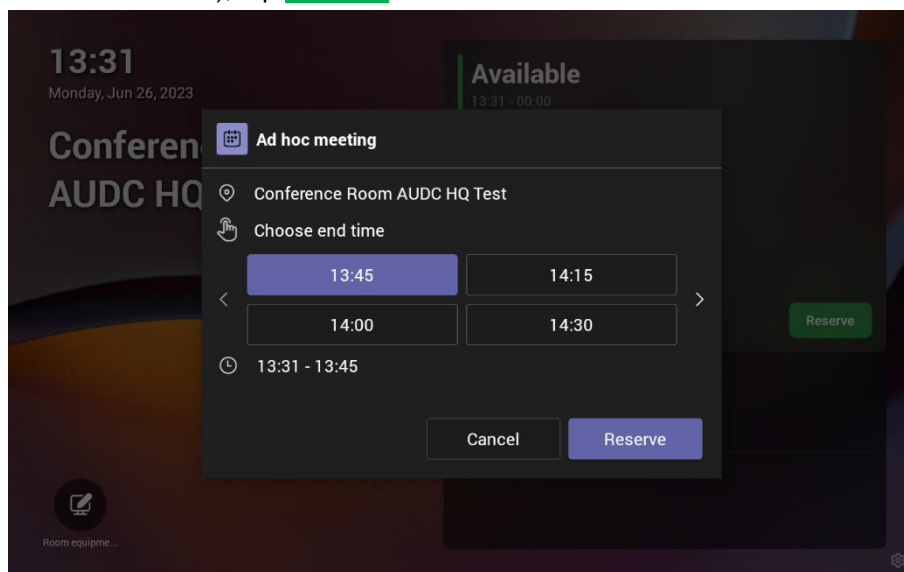 13:31
Monday, Jun 26, 2023
Available
13:31 - 00:00
Conferen
AUDC HQ
Ad hoc meeting
Conference Room AUDC HQ Test
Choose end time
13:45
14:15
14:00
14:30
13:31 - 13:45
Reserve
Cancel
Reserve
Room equipme...